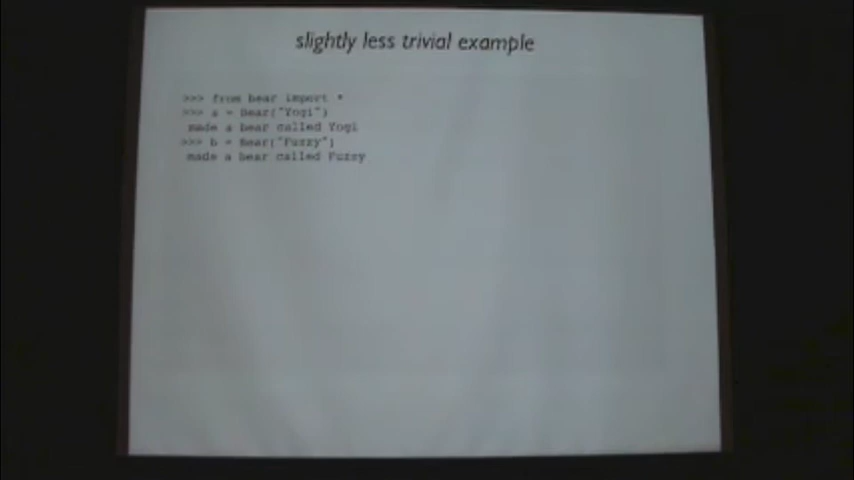 slightly less trivial example
>>> from bear import *
>>> a = Bear("Yogi")
made a bear called Yogi
>>> b = Bear("Fuzzy")
made a bear called Fuzzy